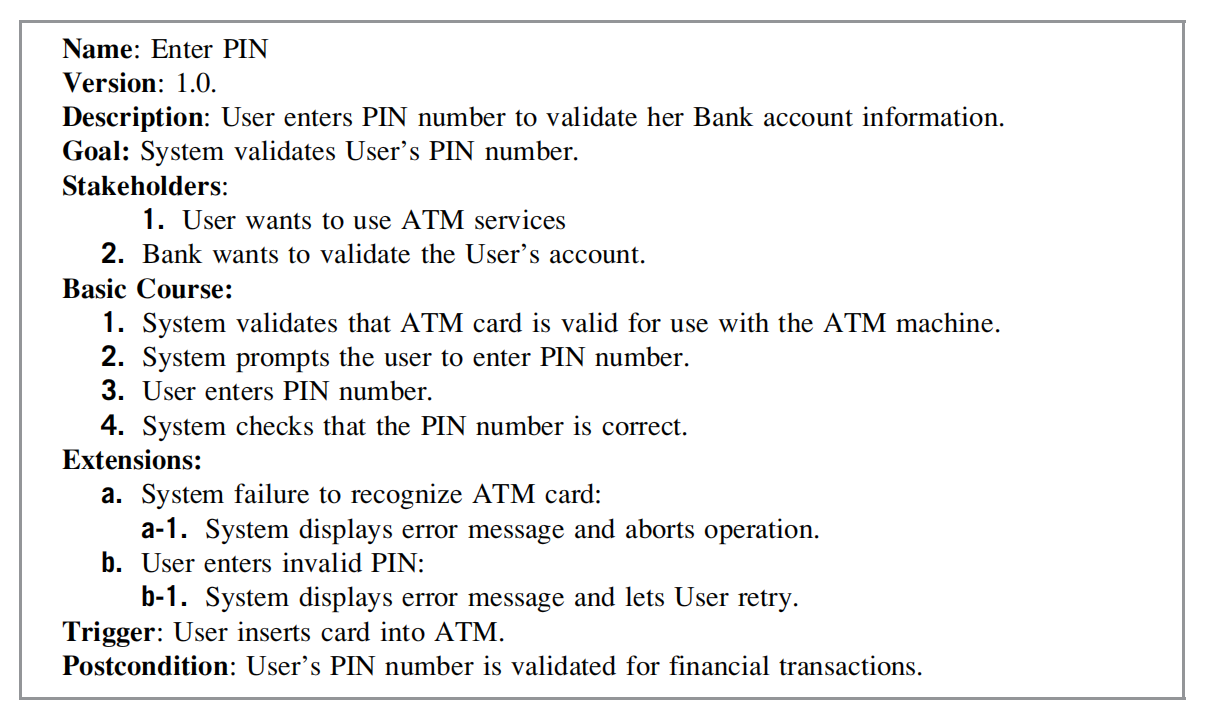 Name: Enter PIN
Version: 1.0.
Description: User enters PIN number to validate her Bank account information.
Goal: System validates User’s PIN number.
Stakeholders:
1. User wants to use ATM services
2. Bank wants to validate the User’s account.
Basic Course:
1. System validates that ATM card is valid for use with the ATM machine.
2. System prompts the user to enter PIN number.
3. User enters PIN number.
4. System checks that the PIN number is correct.
Extensions:
a. System failure to recognize ATM card:
a-1. System displays error message and aborts operation.
b. User enters invalid PIN:
b-1. System displays error message and lets User retry.
Trigger: User inserts card into ATM.
Postcondition: User’s PIN number is validated for financial transactions.